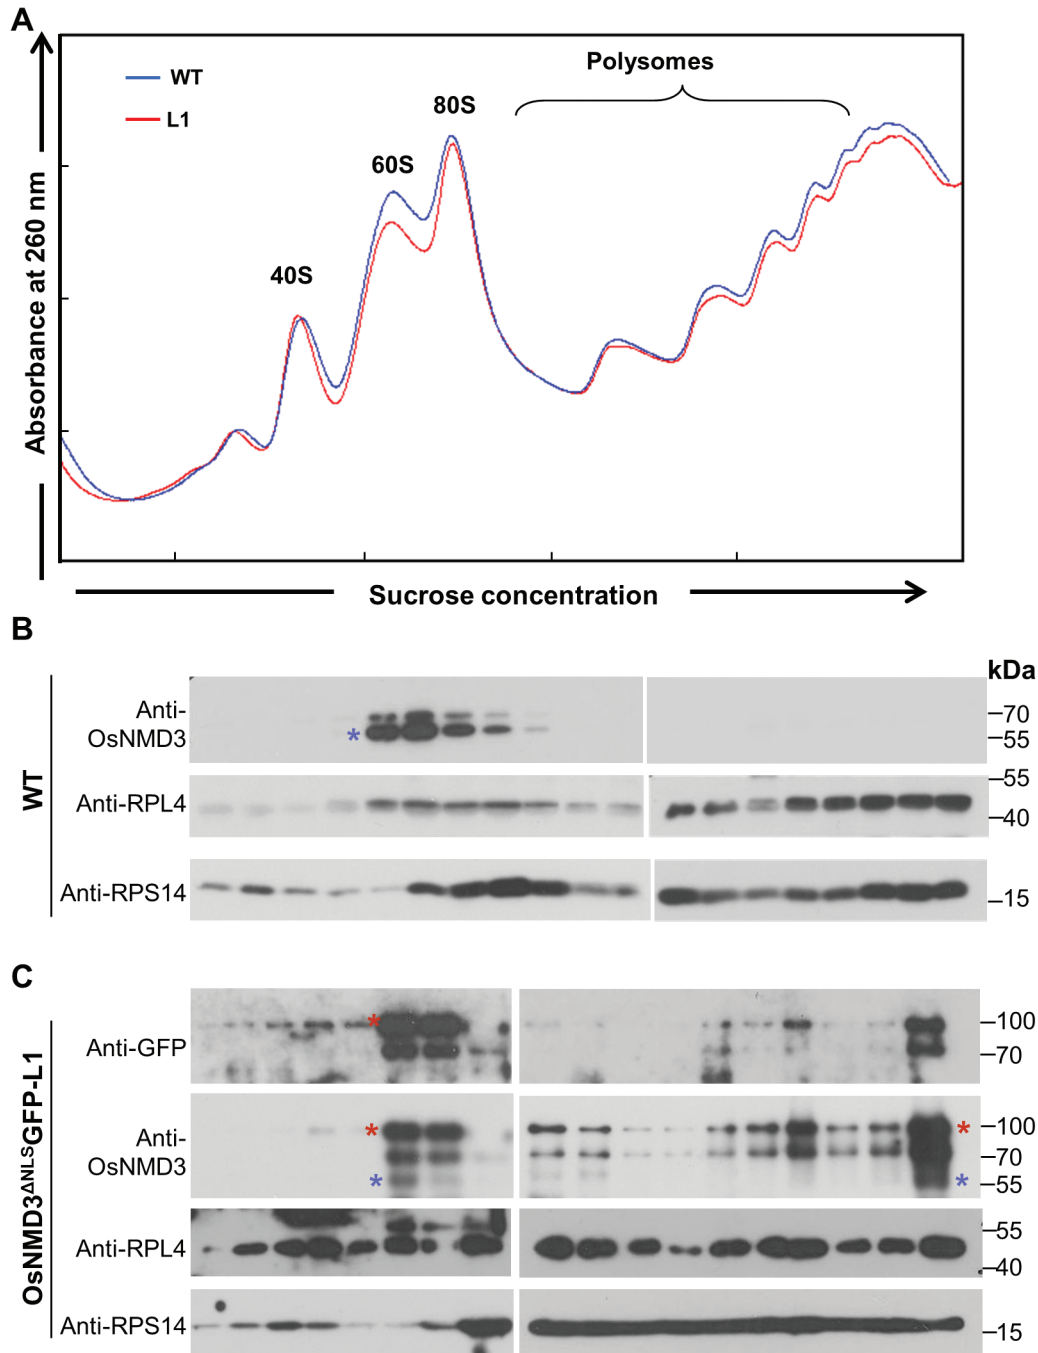 A
WT
L1
Polysomes
80S
60S
40S
Absorbance at 260 nm
Sucrose concentration
B
kDa
WT
Anti-
OsNMD3
*
70
55
Anti-RPL4
55
40
Anti-RPS14
15
C
OsNMD3ΔNLSGFP-L1
Anti-GFP
*
100
70
Anti-
OsNMD3
*
*
100
*
70
55
*
Anti-RPL4
55
40
Anti-RPS14
15